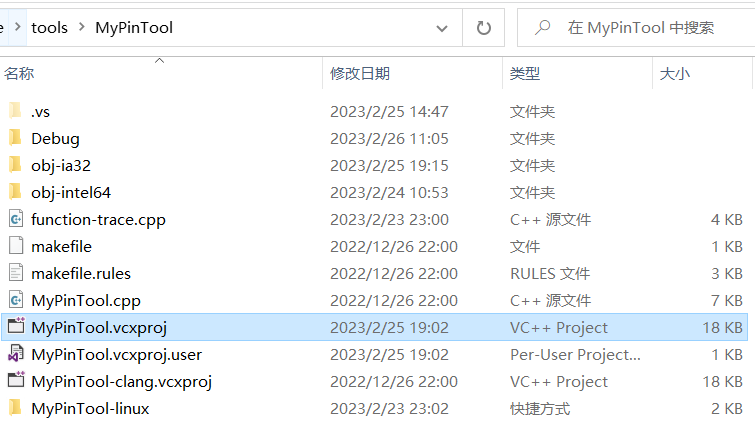 e > tools > MyPinTool 在 MyPinTool 中搜索
名称 修改日期 类型 大小
.vs 2023/2/25 14:47 文件夹
Debug 2023/2/26 11:05 文件夹
obj-ia32 2023/2/25 19:15 文件夹
obj-intel64 2023/2/24 10:53 文件夹
function-trace.cpp 2023/2/23 23:00 C++ 源文件 4 KB
makefile 2022/12/26 22:00 文件 1 KB
makefile.rules 2022/12/26 22:00 RULES 文件 3 KB
MyPinTool.cpp 2022/12/26 22:00 C++ 源文件 7 KB
MyPinTool.vcxproj 2023/2/25 19:02 VC++ Project 18 KB
MyPinTool.vcxproj.user 2023/2/25 19:02 Per-User Project... 1 KB
MyPinTool-clang.vcxproj 2022/12/26 22:00 VC++ Project 18 KB
MyPinTool-linux 2023/2/23 23:02 快捷方式 2 KB